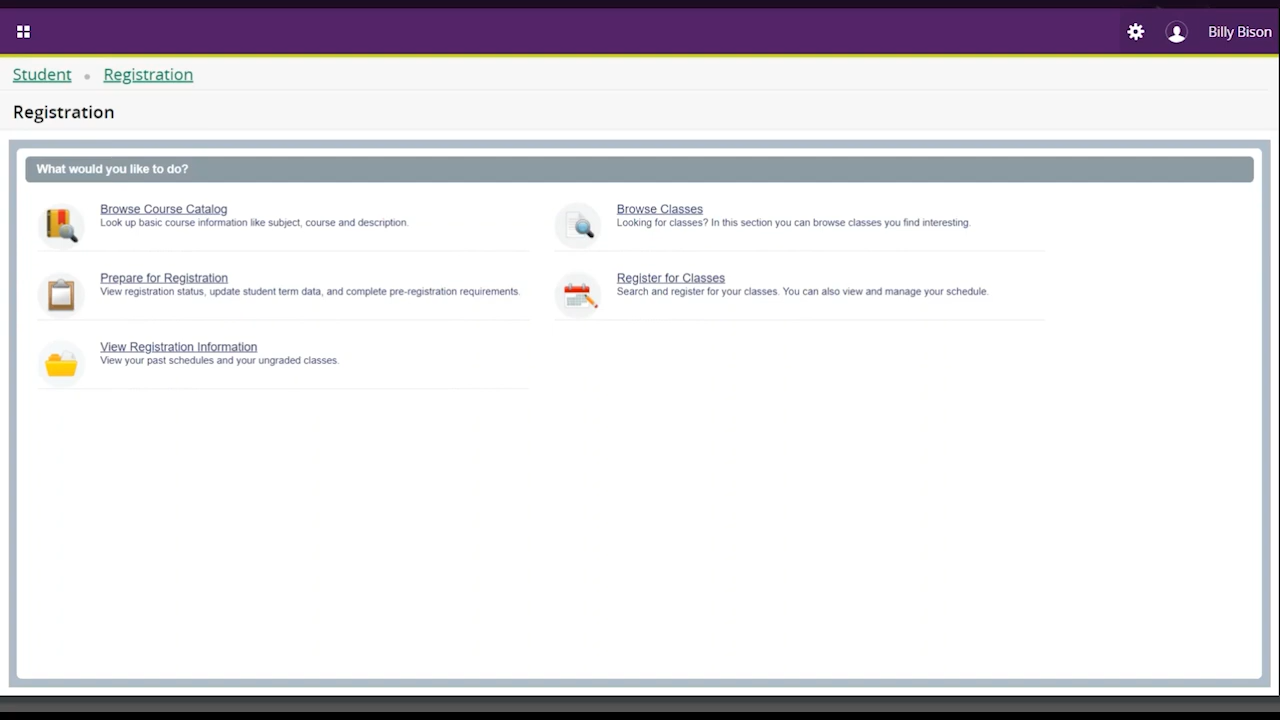 Billy Bison
Student • Registration
Registration
What would you like to do?
Browse Course Catalog
Look up basic course information like subject, course and description.
Browse Classes
Looking for classes? In this section you can browse classes you find interesting.
Prepare for Registration
View registration status, update student term data, and complete pre-registration requirements.
Register for Classes
Search and register for your classes. You can also view and manage your schedule.
View Registration Information
View your past schedules and your ungraded classes.